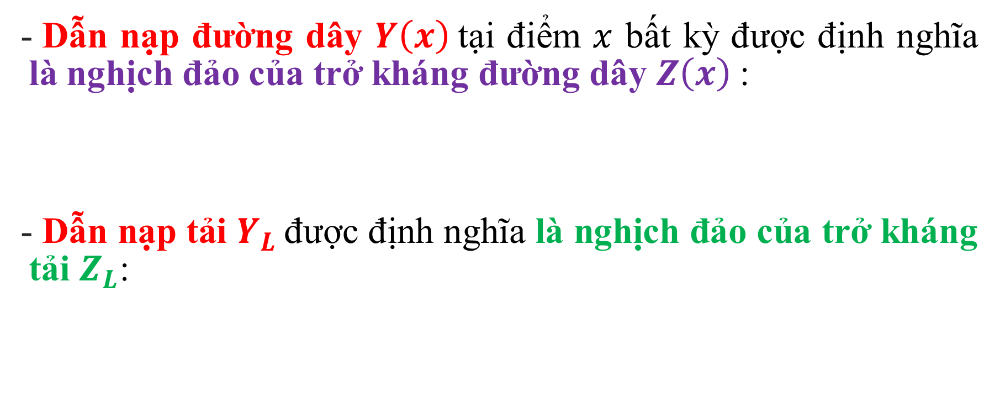 - Dẫn nạp đường dây Y(x) tại điểm x bất kỳ được định nghĩa
là nghịch đảo của trở kháng đường dây Z(x) :
- Dẫn nạp tải Y_L được định nghĩa là nghịch đảo của trở kháng
tải Z_L: